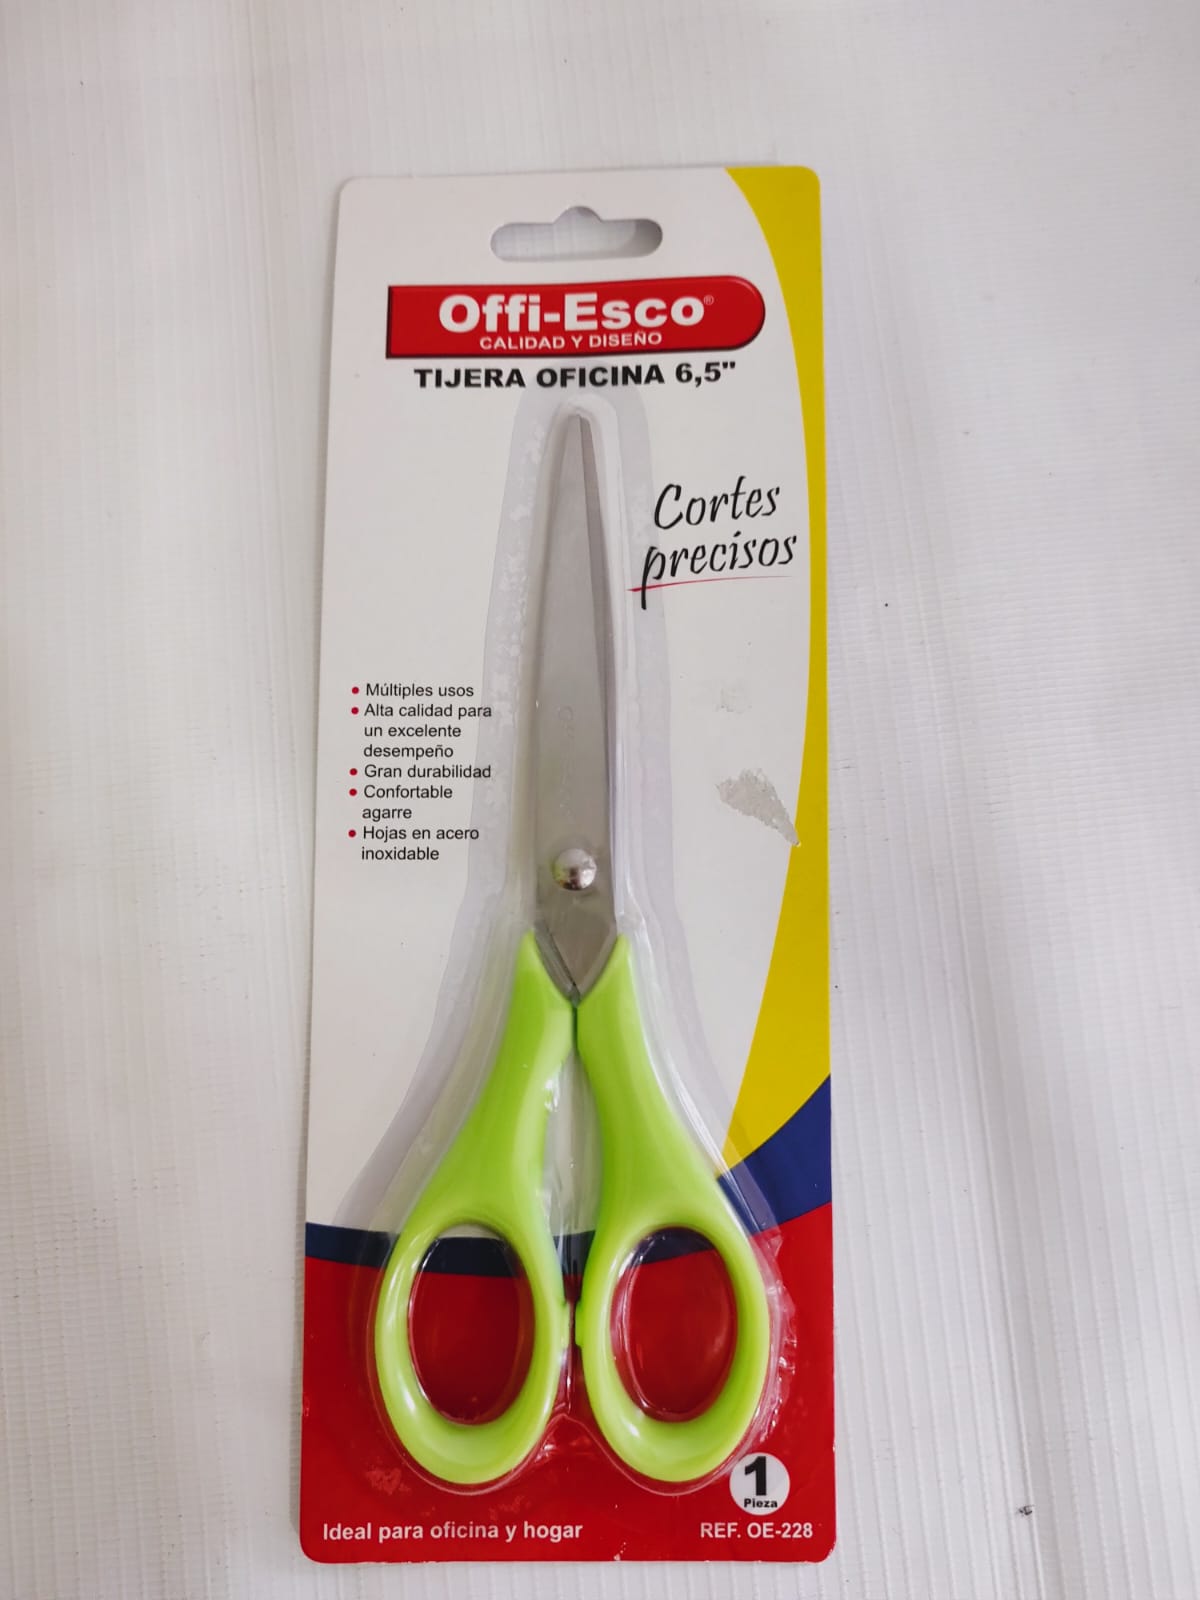 Offi-Esco®
CALIDAD Y DISEÑO
TIJERA OFICINA 6,5"
Cortes
precisos
• Múltiples usos
• Alta calidad para
un excelente
desempeño
• Gran durabilidad
• Confortable
agarre
• Hojas en acero
inoxidable
1
Pieza
Ideal para oficina y hogar
REF. OE-228